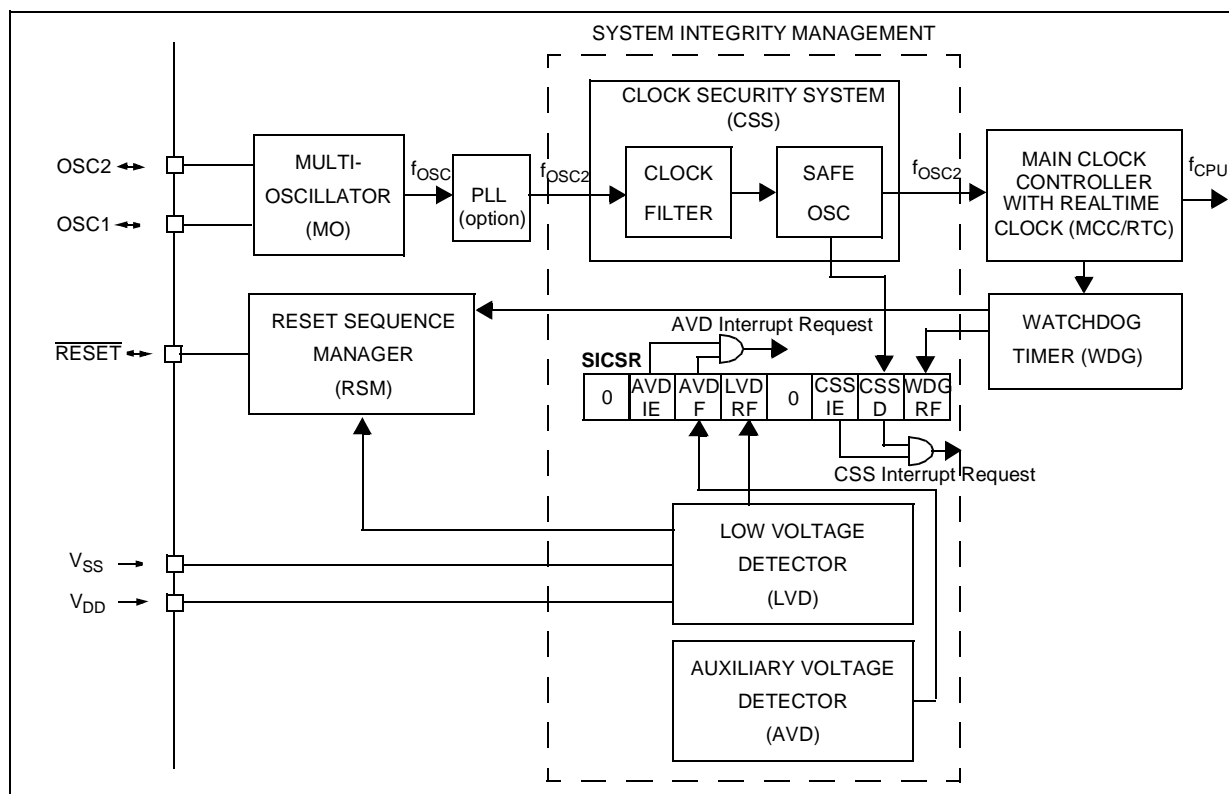 SYSTEM INTEGRITY MANAGEMENT
CLOCK SECURITY SYSTEM
(CSS)
OSC2
OSC1
MULTI-
OSCILLATOR
(MO)
fOSC
PLL
(option)
fOSC2
CLOCK
FILTER
SAFE
OSC
fOSC2
MAIN CLOCK
CONTROLLER
WITH REALTIME
CLOCK (MCC/RTC)
fCPU
RESET
RESET SEQUENCE
MANAGER
(RSM)
AVD Interrupt Request
WATCHDOG
TIMER (WDG)
SICSR
0
AVD
IE
AVD
F
LVD
RF
0
CSS
IE
CSS
D
WDG
RF
CSS Interrupt Request
VSS
VDD
LOW VOLTAGE
DETECTOR
(LVD)
AUXILIARY VOLTAGE
DETECTOR
(AVD)